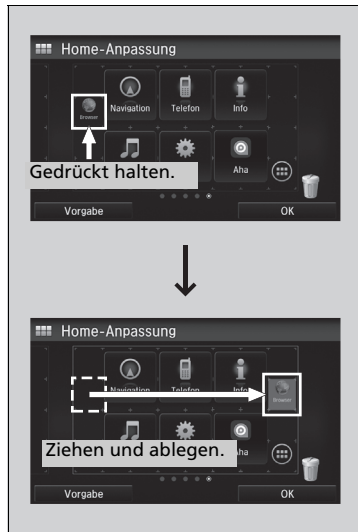 Home-Anpassung
Navigation Telefon Info
Browser
Aha
Gedrückt halten.
Vorgabe OK
Home-Anpassung
Navigation Telefon Info
Browser
Aha
Ziehen und ablegen.
Vorgabe OK